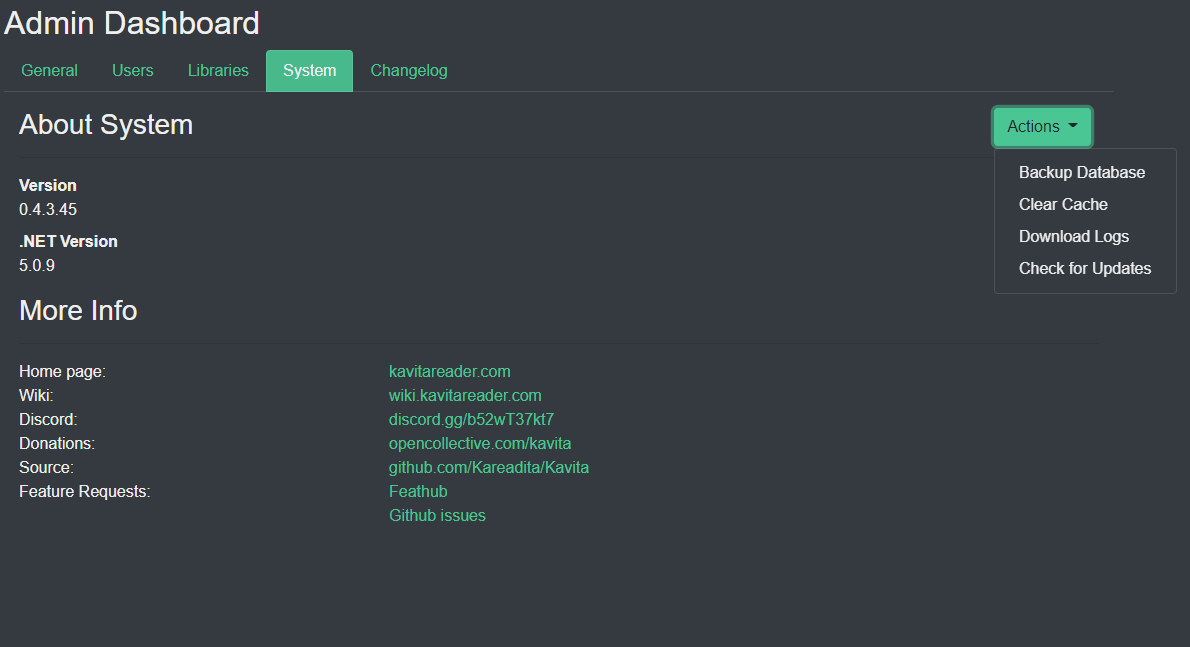 Admin Dashboard
General Users Libraries System Changelog
About System
Actions
Backup Database
Clear Cache
Download Logs
Check for Updates
Version
0.4.3.45
.NET Version
5.0.9
More Info
Home page: kavitareader.com
Wiki: wiki.kavitareader.com
Discord: discord.gg/b52wT37kt7
Donations: opencollective.com/kavita
Source: github.com/Kareadita/Kavita
Feature Requests: Feathub
Github issues